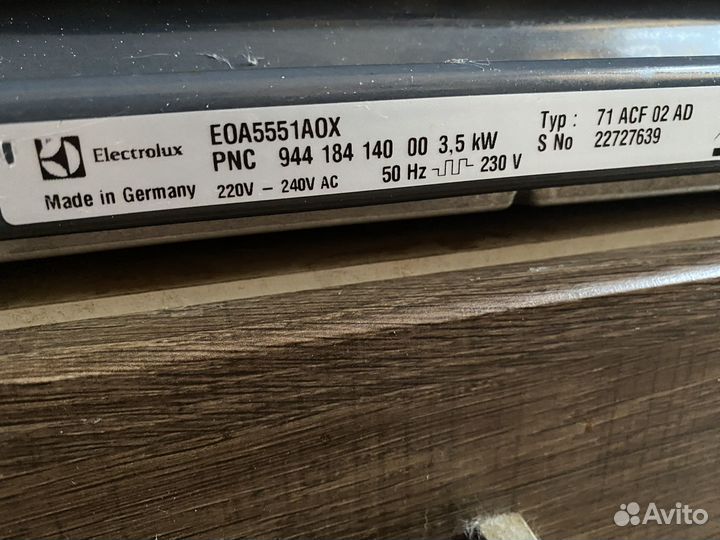 Electrolux
Made in Germany
EOA5551AOX
PNC 944 184 140 00 3,5 kW
220V - 240V AC 50 Hz 230 V
Typ : 71 ACF 02 AD
S No 22727639
Avito